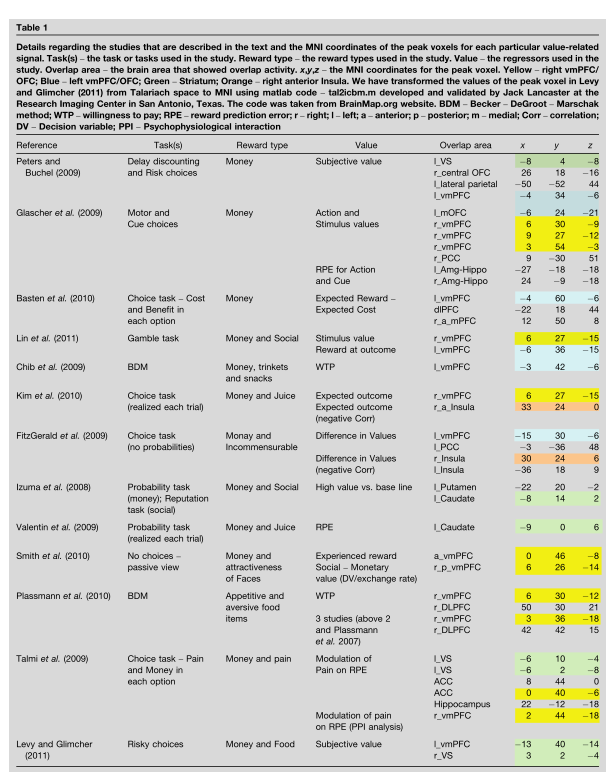 Table 1
Details regarding the studies that are described in the text and the MNI coordinates of the peak voxels for each particular value-related
signal. Task(s) – the task or tasks used in the study. Reward type – the reward types used in the study. Value – the regressors used in the
study. Overlap area – the brain area that showed overlap activity. x,y,z – the MNI coordinates for the peak voxel. Yellow – right vmPFC/
OFC; Blue – left vmPFC/OFC; Green – Striatum; Orange – right anterior Insula. We have transformed the values of the peak voxel in Levy
and Glimcher (2011) from Talariach space to MNI using matlab code – tal2icbm.m developed and validated by Jack Lancaster at the
Research Imaging Center in San Antonio, Texas. The code was taken from BrainMap.org website. BDM – Becker – DeGroot – Marschak
method; WTP – willingness to pay; RPE – reward prediction error; r – right; l – left; a – anterior; p – posterior; m – medial; Corr – correlation;
DV – Decision variable; PPI – Psychophysiological interaction
Reference Task(s) Reward type Value Overlap area x y z
Peters and Delay discounting Money Subjective value l_VS −8 4 −8
Buchel (2009) and Risk choices r_central OFC 26 18 −16
l_lateral parietal −50 −52 44
l_vmPFC −4 34 −6
Glascher et al. (2009) Motor and Money Action and l_mOFC −6 24 −21
Cue choices Stimulus values r_vmPFC 6 30 −9
r_vmPFC 9 27 −12
r_vmPFC 3 54 −3
r_PCC 9 −30 51
RPE for Action l_Amg-Hippo −27 −18 −18
and Cue r_Amg-Hippo 24 −9 −18
Basten et al. (2010) Choice task – Cost Money Expected Reward – l_vmPFC −4 60 −6
and Benefit in Expected Cost dlPFC −22 18 44
each option r_a_mPFC 12 50 8
Lin et al. (2011) Gamble task Money and Social Stimulus value r_vmPFC 6 27 −15
Reward at outcome l_vmPFC −6 36 −15
Chib et al. (2009) BDM Money, trinkets WTP l_vmPFC −3 42 −6
and snacks
Kim et al. (2010) Choice task Money and Juice Expected outcome r_vmPFC 6 27 −15
(realized each trial) Expected outcome r_a_Insula 33 24 0
(negative Corr)
FitzGerald et al. (2009) Choice task Monay and Difference in Values l_vmPFC −15 30 −6
(no probabilities) Incommensurable l_PCC −3 −36 48
Difference in Values r_Insula 30 24 6
(negative Corr) l_Insula −36 18 9
Izuma et al. (2008) Probability task Money and Social High value vs. base line l_Putamen −22 20 −2
(money); Reputation l_Caudate −8 14 2
task (social)
Valentin et al. (2009) Probability task Money and Juice RPE l_Caudate −9 0 6
(realized each trial)
Smith et al. (2010) No choices – Money and Experienced reward a_vmPFC 0 46 −8
passive view attractiveness Social – Monetary r_p_vmPFC 6 26 −14
of Faces value (DV/exchange rate)
Plassmann et al. (2010) BDM Appetitive and WTP r_vmPFC 6 30 −12
aversive food r_DLPFC 50 30 21
items 3 studies (above 2 r_vmPFC 3 36 −18
and Plassmann r_DLPFC 42 42 15
et al. 2007)
Talmi et al. (2009) Choice task – Pain Money and pain Modulation of l_VS −6 10 −4
and Money in Pain on RPE l_VS −6 2 −8
each option ACC 8 44 0
ACC 0 40 −6
Hippocampus 22 −12 −18
Modulation of pain r_vmPFC 2 44 −18
on RPE (PPI analysis)
Levy and Glimcher Risky choices Money and Food Subjective value l_vmPFC −13 40 −14
(2011) r_VS 3 2 −4